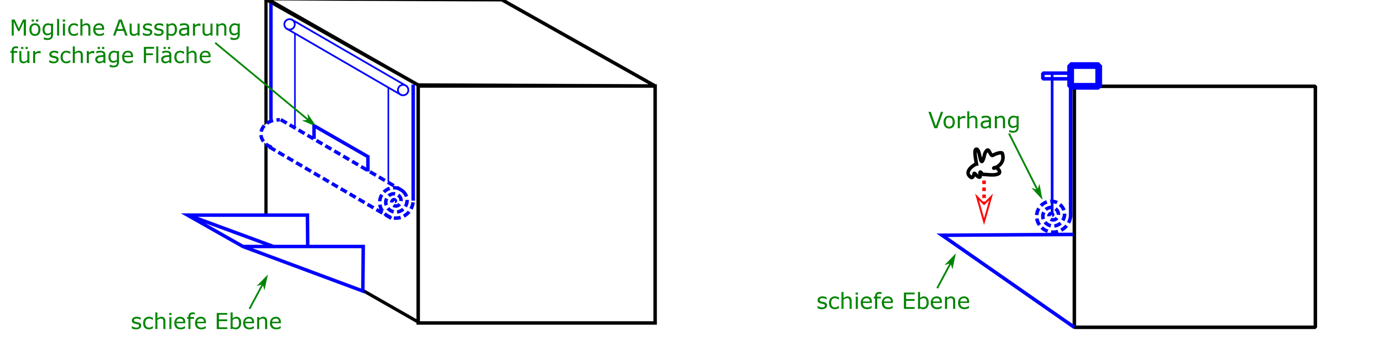 Mögliche Aussparung
für schräge Fläche
schiefe Ebene
Vorhang
schiefe Ebene